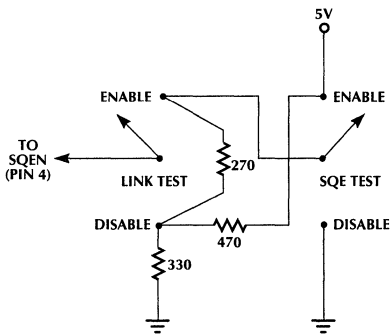 5V
ENABLE
ENABLE
TO
SQEN
(PIN 4)
LINK TEST
270
SQE TEST
DISABLE
470
DISABLE
330